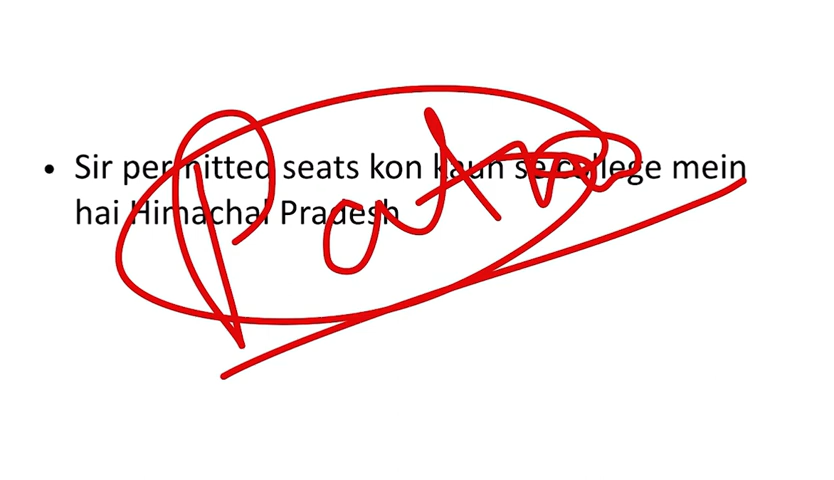 • Sir permitted seats kon kaun se college mein
hai Himachal Pradesh